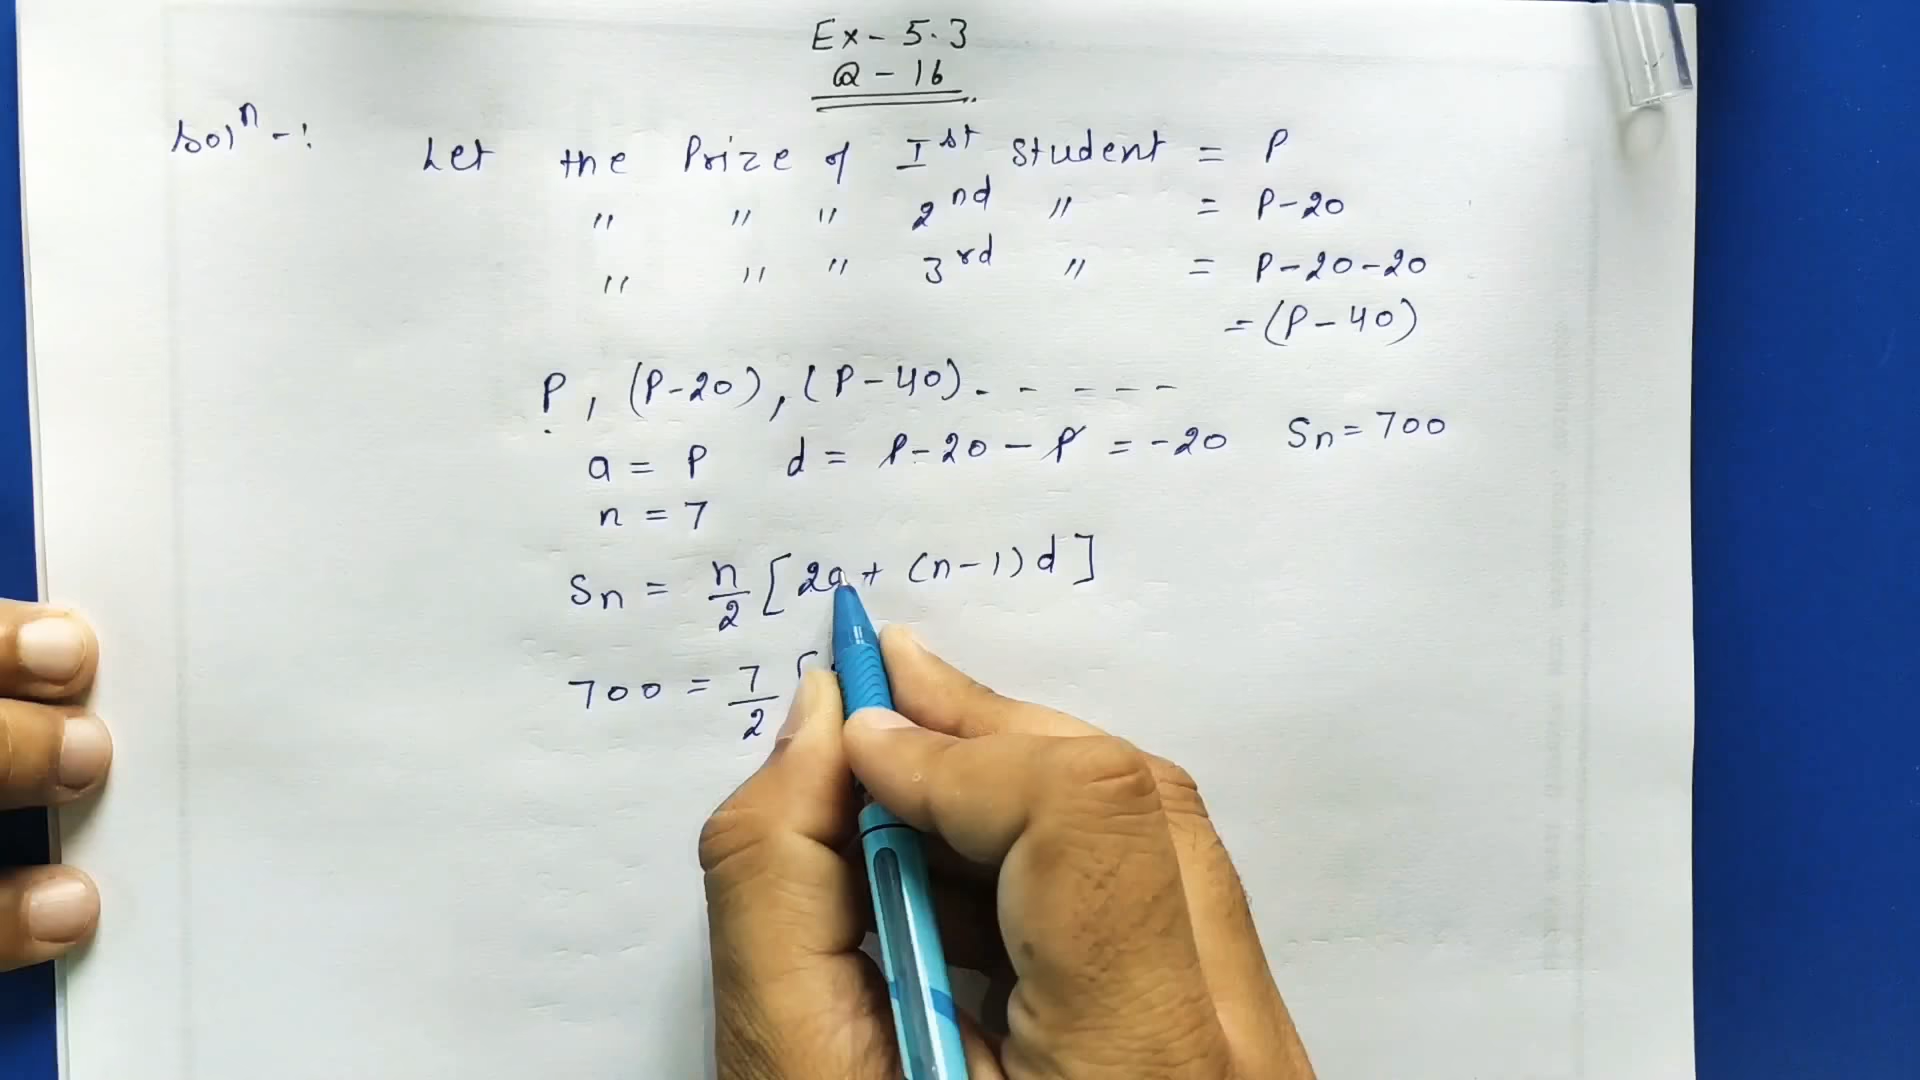 Ex - 5.3
Q - 16
Solⁿ -:
Let the Prize of Iˢᵗ Student = P
" " " 2ⁿᵈ " = P-20
" " " 3ʳᵈ " = P-20-20
= (P-40)
P, (P-20), (P-40) - - - - -
a = P d = P-20-P = -20 Sn = 700
n = 7
Sn = n/2 [2a + (n-1)d]
700 = 7/2 [